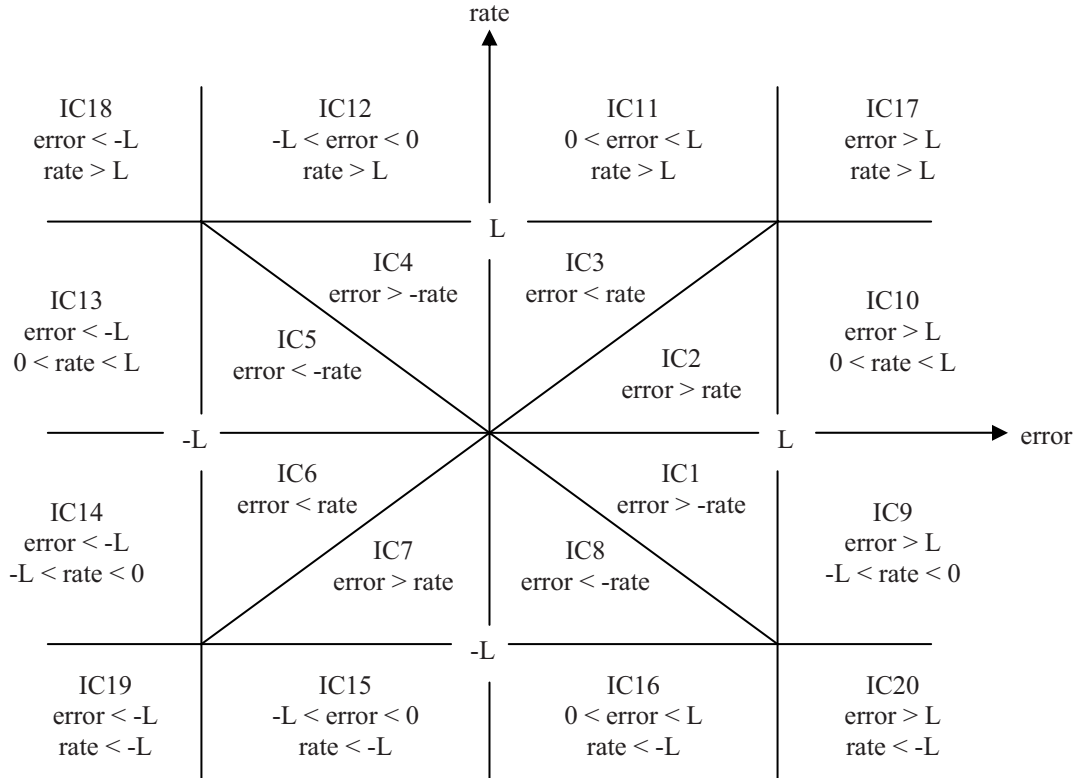 rate
IC18
error < -L
rate > L
IC12
-L < error < 0
rate > L
IC11
0 < error < L
rate > L
IC17
error > L
rate > L
L
IC4
error > -rate
IC3
error < rate
IC13
error < -L
0 < rate < L
IC5
error < -rate
IC2
error > rate
IC10
error > L
0 < rate < L
-L
L
error
IC14
error < -L
-L < rate < 0
IC6
error < rate
IC7
error > rate
IC1
error > -rate
IC8
error < -rate
IC9
error > L
-L < rate < 0
-L
IC19
error < -L
rate < -L
IC15
-L < error < 0
rate < -L
IC16
0 < error < L
rate < -L
IC20
error > L
rate < -L